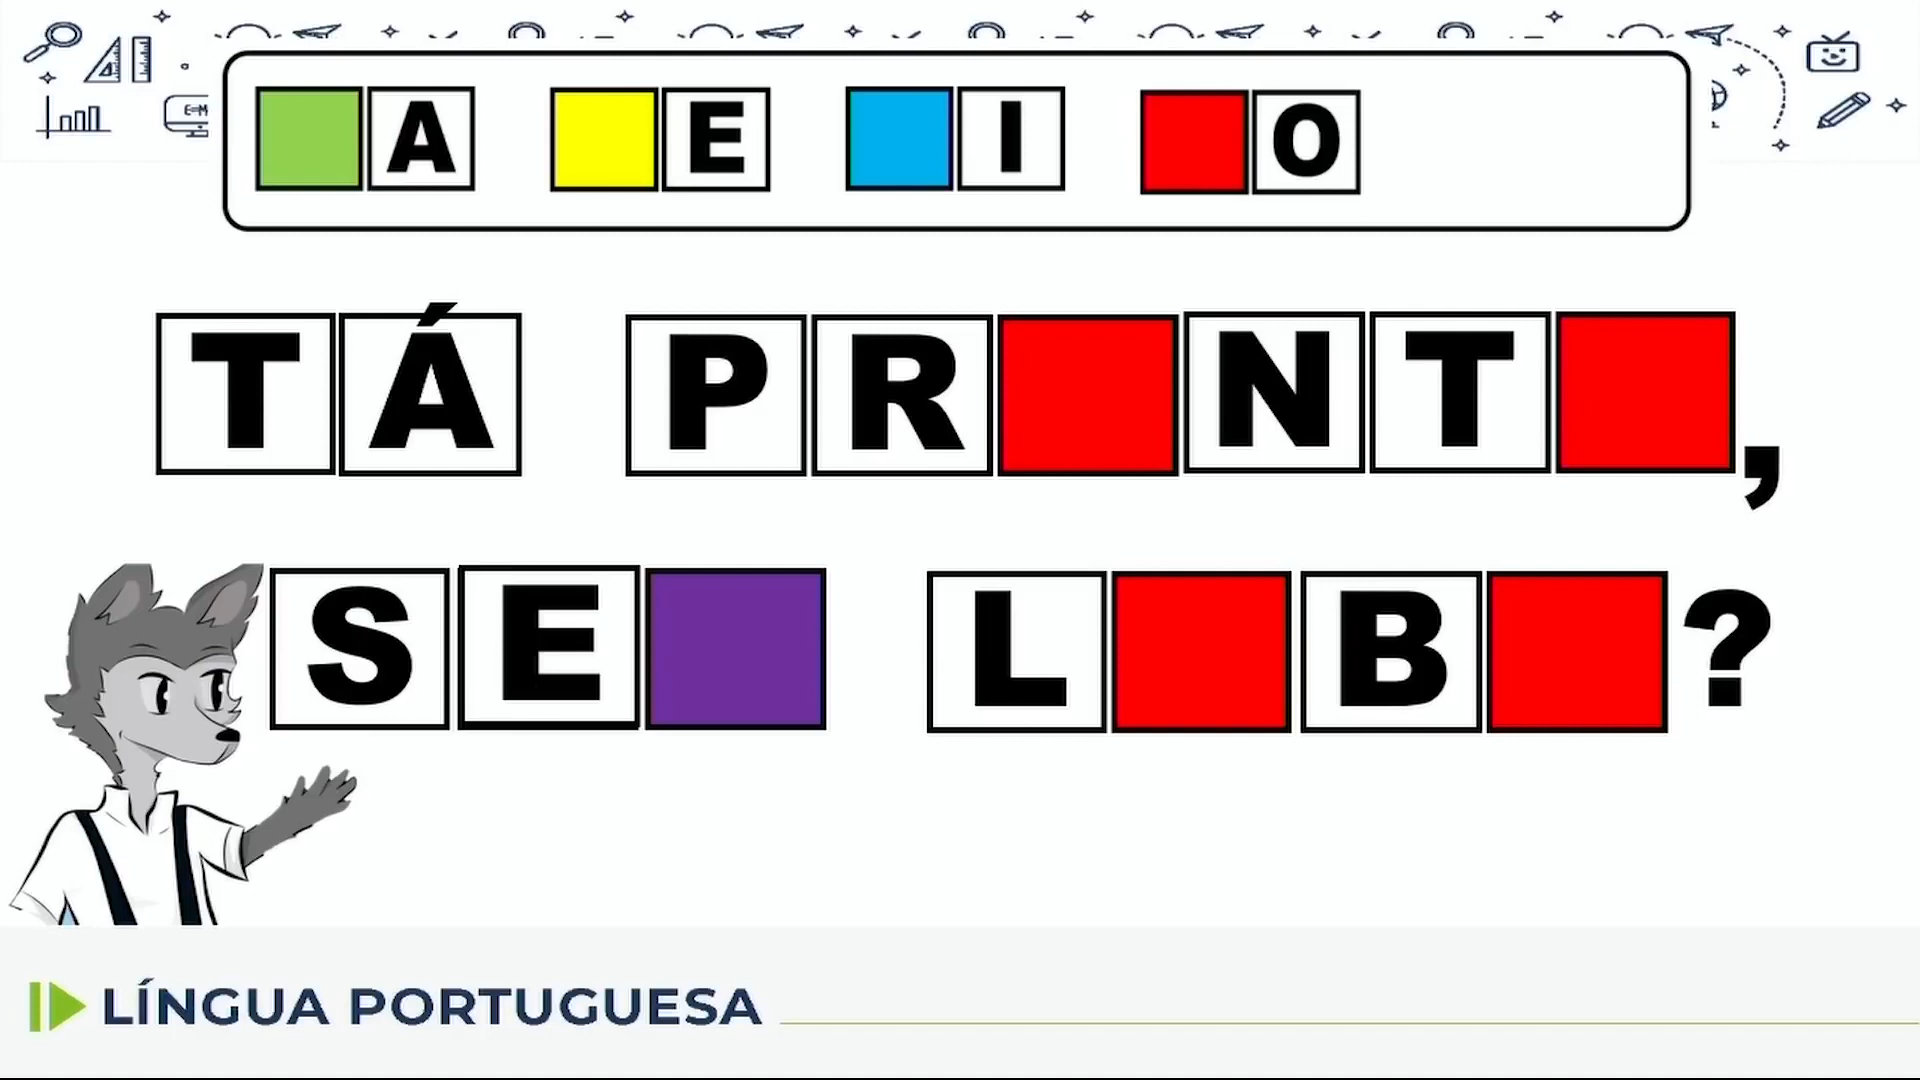 E=M
A E I O
TÁ PR NT ,
SE L B ?
LÍNGUA PORTUGUESA